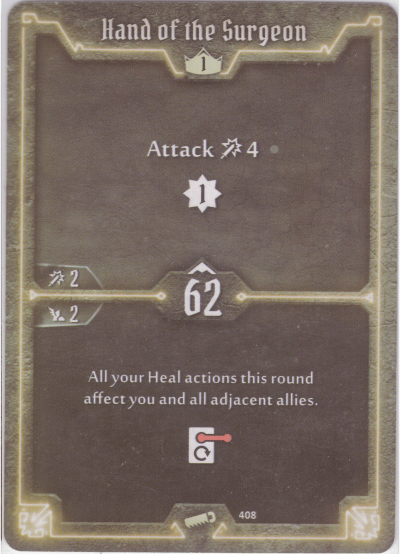 Hand of the Surgeon
1
Attack 4
1
2
62
2
All your Heal actions this round
affect you and all adjacent allies.
408